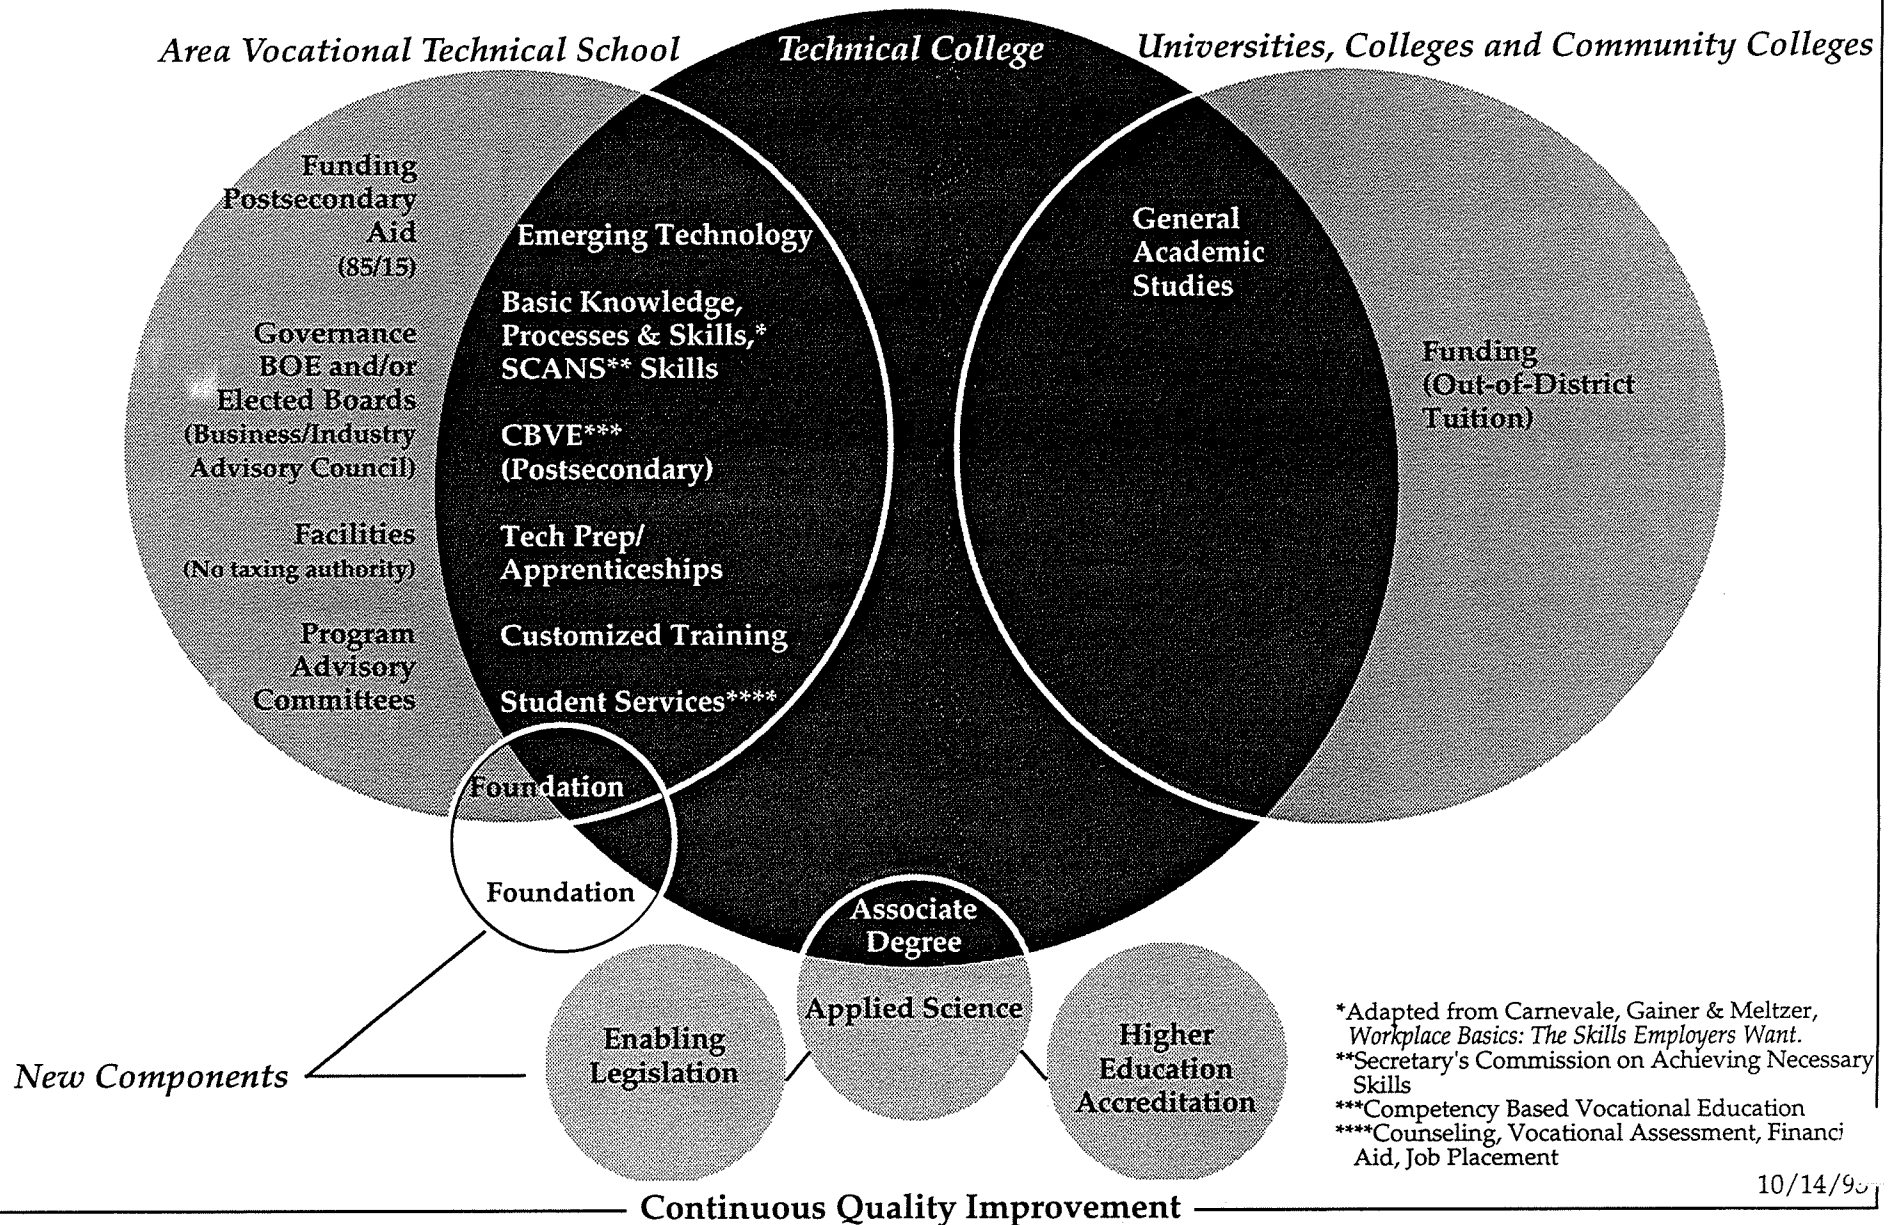 Area Vocational Technical School
Technical College
Universities, Colleges and Community Colleges
Funding
Postsecondary
Aid
(85/15)
Governance
BOE and/or
Elected Boards
(Business/Industry
Advisory Council)
Facilities
(No taxing authority)
Program
Advisory
Committees
Emerging Technology
Basic Knowledge,
Processes & Skills,*
SCANS** Skills
CBVE***
(Postsecondary)
Tech Prep/
Apprenticeships
Customized Training
Student Services****
General
Academic
Studies
Funding
(Out-of-District
Tuition)
Foundation
Foundation
Associate
Degree
Applied Science
Enabling
Legislation
Higher
Education
Accreditation
New Components
*Adapted from Carnevale, Gainer & Meltzer,
Workplace Basics: The Skills Employers Want.
**Secretary's Commission on Achieving Necessary
Skills
***Competency Based Vocational Education
****Counseling, Vocational Assessment, Financi
Aid, Job Placement
Continuous Quality Improvement